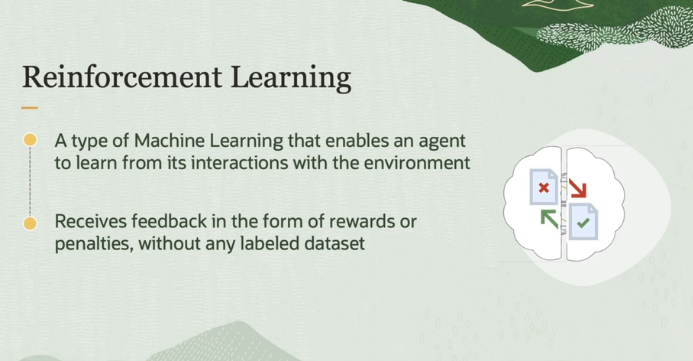 Reinforcement Learning
A type of Machine Learning that enables an agent
to learn from its interactions with the environment
Receives feedback in the form of rewards or
penalties, without any labeled dataset